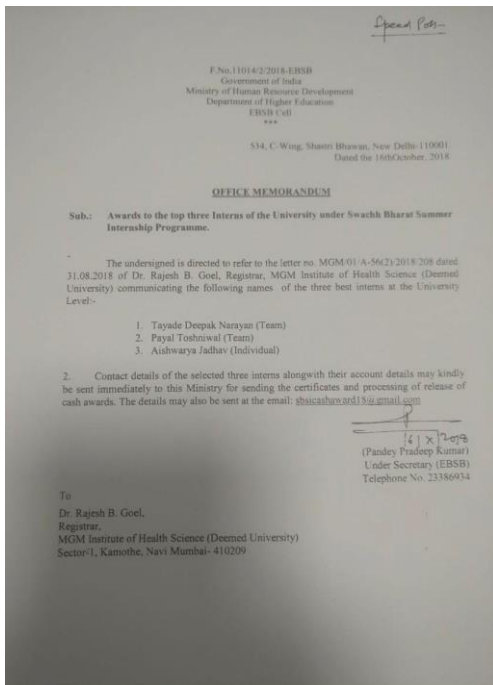 Speed Post
F.No.11014/2/2018-EBSB
Government of India
Ministry of Human Resource Development
Department of Higher Education
EBSB Cell
***
534, C-Wing, Shastri Bhawan, New Delhi-110001.
Dated the 16thOctober, 2018
OFFICE MEMORANDUM
Sub.: Awards to the top three Interns of the University under Swachh Bharat Summer
Internship Programme.
The undersigned is directed to refer to the letter no. MGM/01/A-56(2)/2018/208 dated
31.08.2018 of Dr. Rajesh B. Goel, Registrar, MGM Institute of Health Science (Deemed
University) communicating the following names of the three best interns at the University
Level:-
1. Tayade Deepak Narayan (Team)
2. Payal Toshniwal (Team)
3. Aishwarya Jadhav (Individual)
2. Contact details of the selected three interns alongwith their account details may kindly
be sent immediately to this Ministry for sending the certificates and processing of release of
cash awards. The details may also be sent at the email: sbsicashaward18@gmail.com
16/X/2018
(Pandey Pradeep Kumar)
Under Secretary (EBSB)
Telephone No. 23386934
To
Dr. Rajesh B. Goel,
Registrar,
MGM Institute of Health Science (Deemed University)
Sector-1, Kamothe, Navi Mumbai- 410209